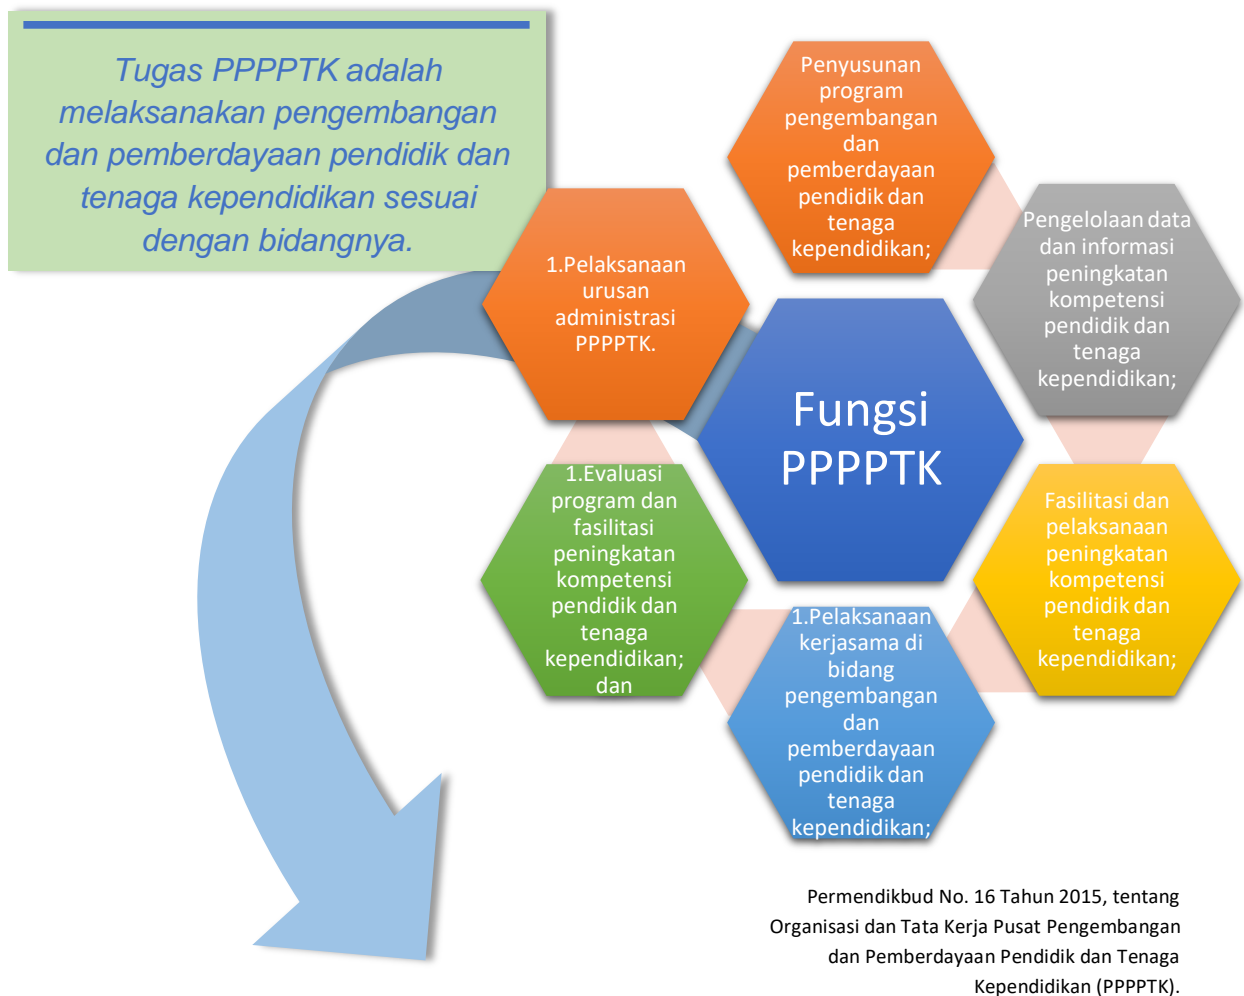 Tugas PPPPTK adalah
melaksanakan pengembangan
dan pemberdayaan pendidik dan
tenaga kependidikan sesuai
dengan bidangnya.
Penyusunan
program
pengembangan
dan
pemberdayaan
pendidik dan
tenaga
kependidikan;
Pengelolaan data
dan informasi
peningkatan
kompetensi
pendidik dan
tenaga
kependidikan;
Fasilitasi dan
pelaksanaan
peningkatan
kompetensi
pendidik dan
tenaga
kependidikan;
1.Pelaksanaan
kerjasama di
bidang
pengembangan
dan
pemberdayaan
pendidik dan
tenaga
kependidikan;
1.Evaluasi
program dan
fasilitasi
peningkatan
kompetensi
pendidik dan
tenaga
kependidikan;
dan
1.Pelaksanaan
urusan
administrasi
PPPPTK.
Fungsi
PPPPTK
Permendikbud No. 16 Tahun 2015, tentang
Organisasi dan Tata Kerja Pusat Pengembangan
dan Pemberdayaan Pendidik dan Tenaga
Kependidikan (PPPPTK).